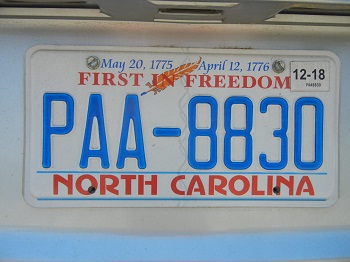 May 20, 1775 April 12, 1776
FIRST IN FREEDOM
12-18
PAA-8830
NORTH CAROLINA